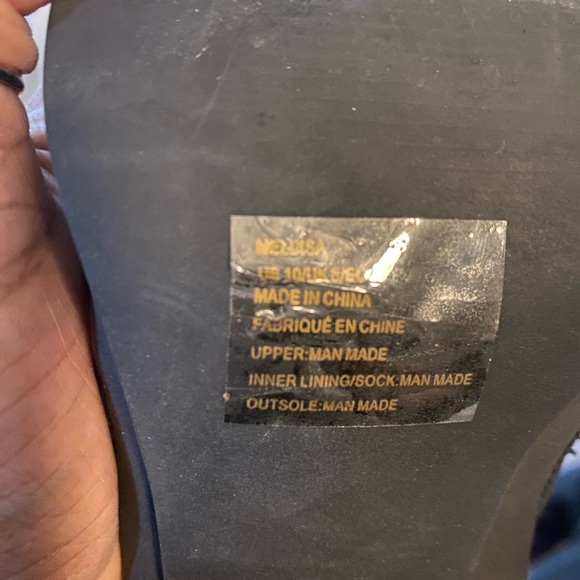 US 10/UK
MADE IN CHINA
FABRIQUÉ EN CHINE
UPPER:MAN MADE
INNER LINING/SOCK:MAN MADE
OUTSOLE:MAN MADE